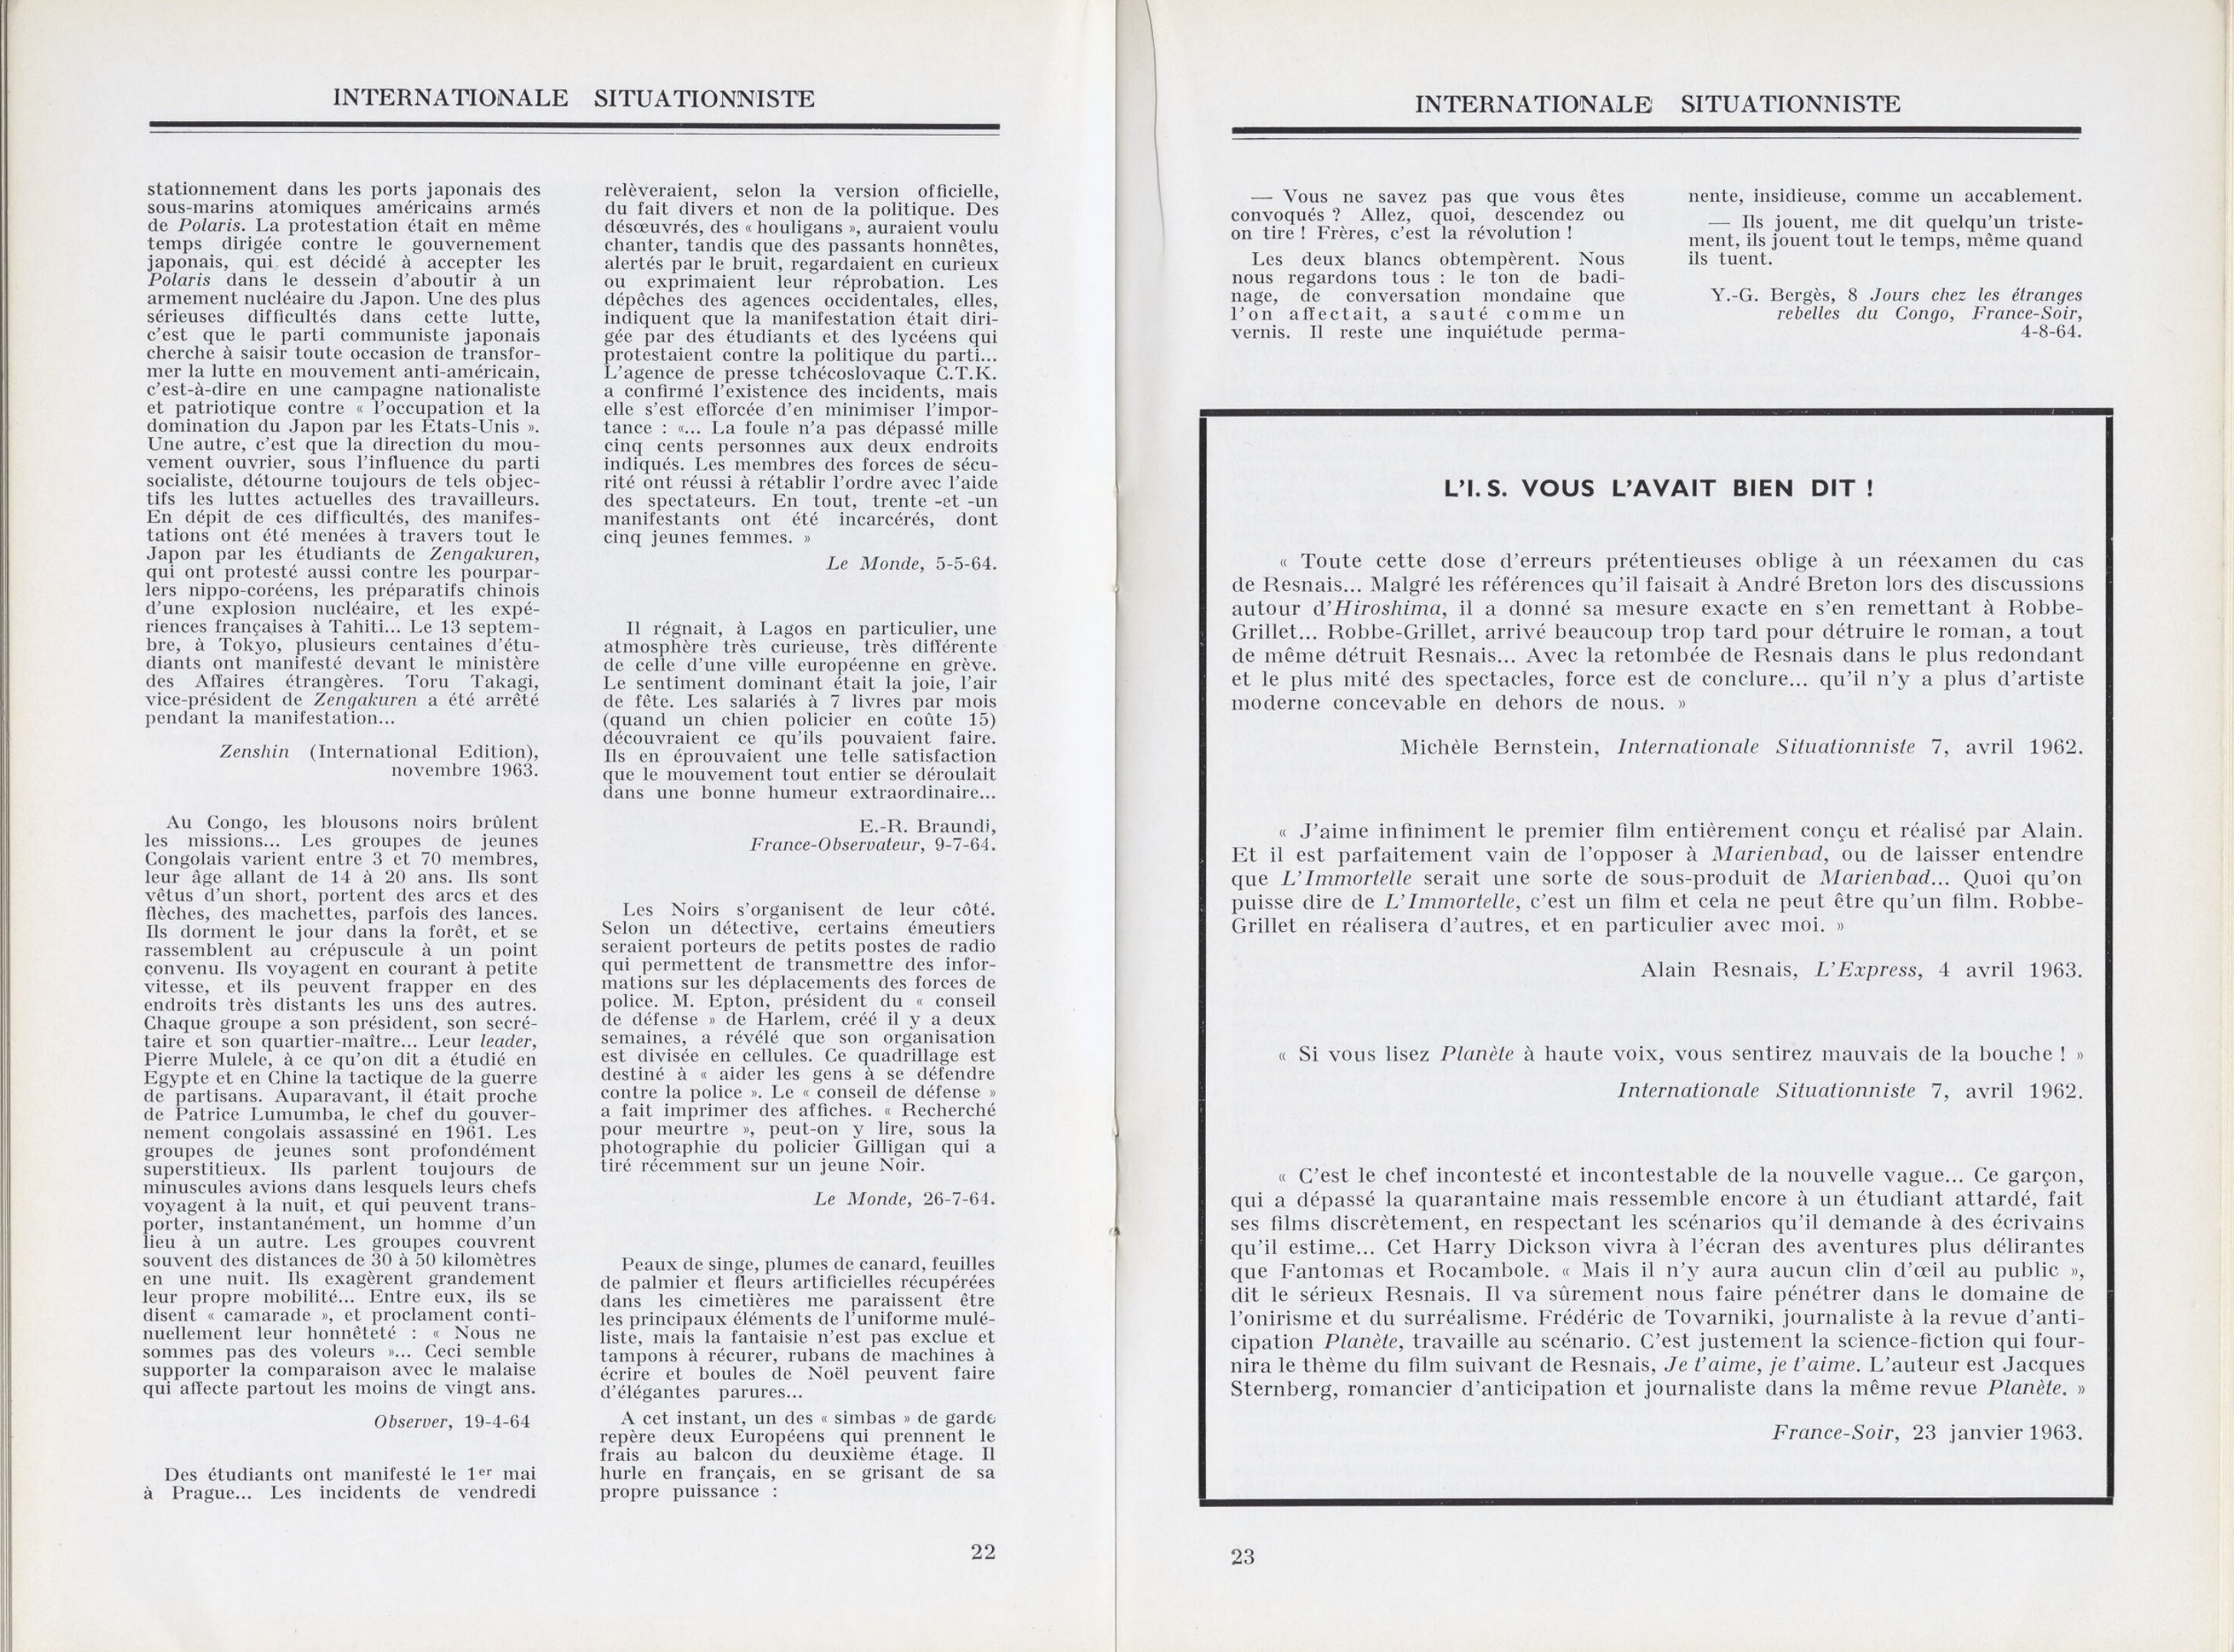 INTERNATIONALE SITUATIONNISTE
stationnement dans les ports japonais des
sous-marins atomiques américains armés
de Polaris. La protestation était en même
temps dirigée contre le gouvernement
japonais, qui est décidé à accepter les
Polaris dans le dessein d'aboutir à un
armement nucléaire du Japon. Une des plus
sérieuses difficultés dans cette lutte,
c'est que le parti communiste japonais
cherche à saisir toute occasion de transfor-
mer la lutte en mouvement anti-américain,
c'est-à-dire en une campagne nationaliste
et patriotique contre « l'occupation et la
domination du Japon par les Etats-Unis ».
Une autre, c'est que la direction du mou-
vement ouvrier, sous l'influence du parti
socialiste, détourne toujours de tels objec-
tifs les luttes actuelles des travailleurs.
En dépit de ces difficultés, des manifes-
tations ont été menées à travers tout le
Japon par les étudiants de Zengakuren,
qui ont protesté aussi contre les pourpar-
lers nippo-coréens, les préparatifs chinois
d'une explosion nucléaire, et les expé-
riences françaises à Tahiti... Le 13 septem-
bre, à Tokyo, plusieurs centaines d'étu-
diants ont manifesté devant le ministère
des Affaires étrangères. Toru Takagi,
vice-président de Zengakuren a été arrêté
pendant la manifestation...
Zenshin (International Edition),
novembre 1963.
Au Congo, les blousons noirs brûlent
les missions... Les groupes de jeunes
Congolais varient entre 3 et 70 membres,
leur âge allant de 14 à 20 ans. Ils sont
vêtus d'un short, portent des arcs et des
flèches, des machettes, parfois des lances.
Ils dorment le jour dans la forêt, et se
rassemblent au crépuscule à un point
convenu. Ils voyagent en courant à petite
vitesse, et ils peuvent frapper en des
endroits très distants les uns des autres.
Chaque groupe a son président, son secré-
taire et son quartier-maître... Leur leader,
Pierre Mulele, à ce qu'on dit a étudié en
Egypte et en Chine la tactique de la guerre
de partisans. Auparavant, il était proche
de Patrice Lumumba, le chef du gouver-
nement congolais assassiné en 1961. Les
groupes de jeunes sont profondément
superstitieux. Ils parlent toujours de
minuscules avions dans lesquels leurs chefs
voyagent à la nuit, et qui peuvent trans-
porter, instantanément, un homme d'un
lieu à un autre. Les groupes couvrent
souvent des distances de 30 à 50 kilomètres
en une nuit. Ils exagèrent grandement
leur propre mobilité... Entre eux, ils se
disent « camarade », et proclament conti-
nuellement leur honnêteté : « Nous ne
sommes pas des voleurs »... Ceci semble
supporter la comparaison avec le malaise
qui affecte partout les moins de vingt ans.
Observer, 19-4-64
Des étudiants ont manifesté le 1er mai
à Prague... Les incidents de vendredi
relèveraient, selon la version officielle,
du fait divers et non de la politique. Des
désœuvrés, des « houligans », auraient voulu
chanter, tandis que des passants honnêtes,
alertés par le bruit, regardaient en curieux
ou exprimaient leur réprobation. Les
dépêches des agences occidentales, elles,
indiquent que la manifestation était diri-
gée par des étudiants et des lycéens qui
protestaient contre la politique du parti...
L'agence de presse tchécoslovaque C.T.K.
a confirmé l'existence des incidents, mais
elle s'est efforcée d'en minimiser l'impor-
tance : «... La foule n'a pas dépassé mille
cinq cents personnes aux deux endroits
indiqués. Les membres des forces de sécu-
rité ont réussi à rétablir l'ordre avec l'aide
des spectateurs. En tout, trente -et -un
manifestants ont été incarcérés, dont
cinq jeunes femmes. »
Le Monde, 5-5-64.
Il régnait, à Lagos en particulier, une
atmosphère très curieuse, très différente
de celle d'une ville européenne en grève.
Le sentiment dominant était la joie, l'air
de fête. Les salariés à 7 livres par mois
(quand un chien policier en coûte 15)
découvraient ce qu'ils pouvaient faire.
Ils en éprouvaient une telle satisfaction
que le mouvement tout entier se déroulait
dans une bonne humeur extraordinaire...
E.-R. Braundi,
France-Observateur, 9-7-64.
Les Noirs s'organisent de leur côté.
Selon un détective, certains émeutiers
seraient porteurs de petits postes de radio
qui permettent de transmettre des infor-
mations sur les déplacements des forces de
police. M. Epton, président du « conseil
de défense » de Harlem, créé il y a deux
semaines, a révélé que son organisation
est divisée en cellules. Ce quadrillage est
destiné à « aider les gens à se défendre
contre la police ». Le « conseil de défense »
a fait imprimer des affiches. « Recherché
pour meurtre », peut-on y lire, sous la
photographie du policier Gilligan qui a
tiré récemment sur un jeune Noir.
Le Monde, 26-7-64.
Peaux de singe, plumes de canard, feuilles
de palmier et fleurs artificielles récupérées
dans les cimetières me paraissent être
les principaux éléments de l'uniforme mulé-
liste, mais la fantaisie n'est pas exclue et
tampons à récurer, rubans de machines à
écrire et boules de Noël peuvent faire
d'élégantes parures...
A cet instant, un des « simbas » de garde
repère deux Européens qui prennent le
frais au balcon du deuxième étage. Il
hurle en français, en se grisant de sa
propre puissance :
22
INTERNATIONALE SITUATIONNISTE
— Vous ne savez pas que vous êtes
convoqués ? Allez, quoi, descendez ou
on tire ! Frères, c'est la révolution !
Les deux blancs obtempèrent. Nous
nous regardons tous : le ton de badi-
nage, de conversation mondaine que
l'on affectait, a sauté comme un
vernis. Il reste une inquiétude perma-
nente, insidieuse, comme un accablement.
— Ils jouent, me dit quelqu'un triste-
ment, ils jouent tout le temps, même quand
ils tuent.
Y.-G. Bergès, 8 Jours chez les étranges
rebelles du Congo, France-Soir,
4-8-64.
L'I.S. VOUS L'AVAIT BIEN DIT !
« Toute cette dose d'erreurs prétentieuses oblige à un réexamen du cas
de Resnais... Malgré les références qu'il faisait à André Breton lors des discussions
autour d'Hiroshima, il a donné sa mesure exacte en s'en remettant à Robbe-
Grillet... Robbe-Grillet, arrivé beaucoup trop tard pour détruire le roman, a tout
de même détruit Resnais... Avec la retombée de Resnais dans le plus redondant
et le plus mité des spectacles, force est de conclure... qu'il n'y a plus d'artiste
moderne concevable en dehors de nous. »
Michèle Bernstein, Internationale Situationniste 7, avril 1962.
« J'aime infiniment le premier film entièrement conçu et réalisé par Alain.
Et il est parfaitement vain de l'opposer à Marienbad, ou de laisser entendre
que L'Immortelle serait une sorte de sous-produit de Marienbad... Quoi qu'on
puisse dire de L'Immortelle, c'est un film et cela ne peut être qu'un film. Robbe-
Grillet en réalisera d'autres, et en particulier avec moi. »
Alain Resnais, L'Express, 4 avril 1963.
« Si vous lisez Planète à haute voix, vous sentirez mauvais de la bouche ! »
Internationale Situationniste 7, avril 1962.
« C'est le chef incontesté et incontestable de la nouvelle vague... Ce garçon,
qui a dépassé la quarantaine mais ressemble encore à un étudiant attardé, fait
ses films discrètement, en respectant les scénarios qu'il demande à des écrivains
qu'il estime... Cet Harry Dickson vivra à l'écran des aventures plus délirantes
que Fantomas et Rocambole. « Mais il n'y aura aucun clin d'œil au public »,
dit le sérieux Resnais. Il va sûrement nous faire pénétrer dans le domaine de
l'onirisme et du surréalisme. Frédéric de Tovarniki, journaliste à la revue d'anti-
cipation Planète, travaille au scénario. C'est justement la science-fiction qui four-
nira le thème du film suivant de Resnais, Je t'aime, je t'aime. L'auteur est Jacques
Sternberg, romancier d'anticipation et journaliste dans la même revue Planète. »
France-Soir, 23 janvier 1963.
23